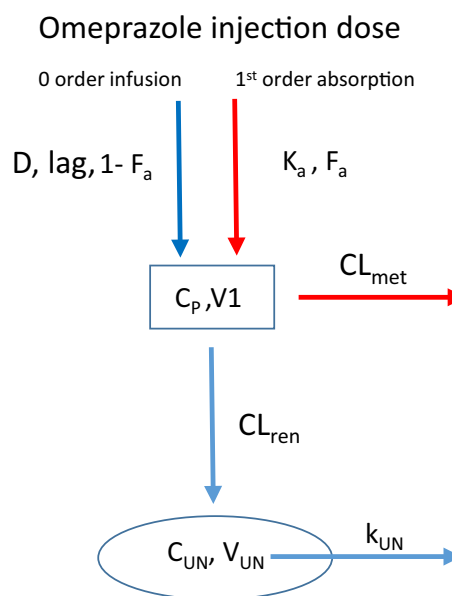 Omeprazole injection dose
0 order infusion 1st order absorption
D, lag, 1- Fa Ka , Fa
CLmet
CP ,V1
CLren
kUN
CUN, VUN